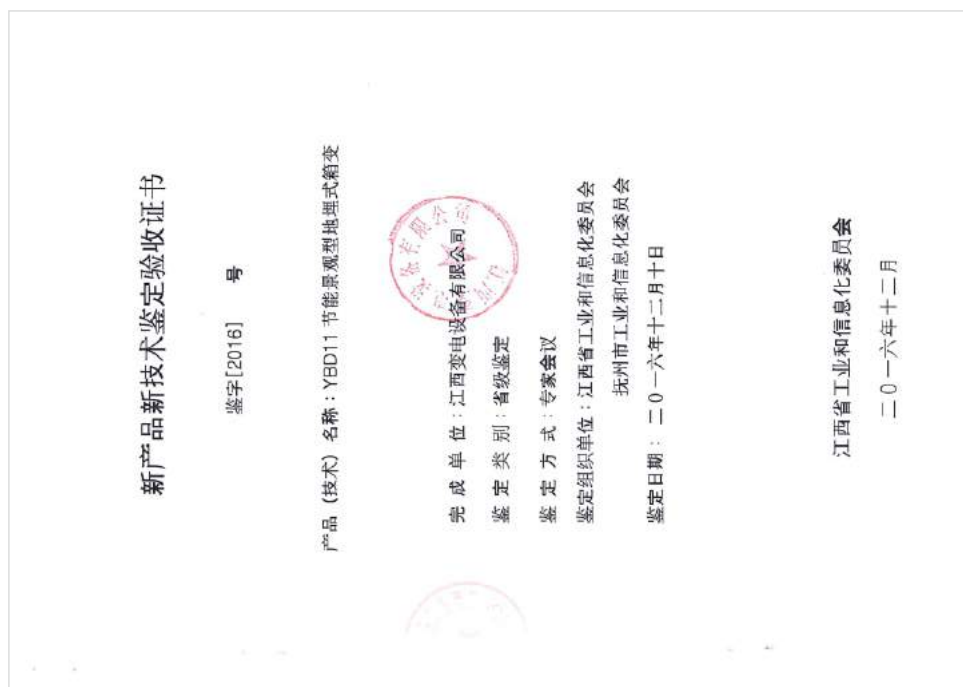 新产品新技术鉴定验收证书
鉴字[2016] 号
产品（技术）名称：YBD11 节能景观型地埋式箱变
完成单位：江西变电设备有限公司
鉴定类别：省级鉴定
鉴定方式：专家会议
鉴定组织单位：江西省工业和信息化委员会
抚州市工业和信息化委员会
鉴定日期：二0一六年十二月十日
江西省工业和信息化委员会
二0一六年十二月